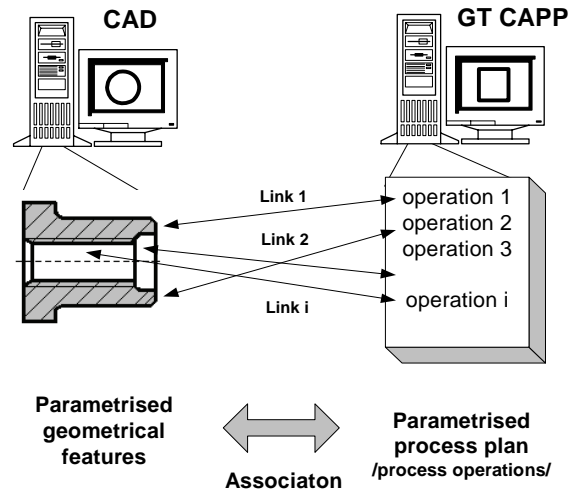 CAD
GT CAPP
Link 1
Link 2
Link i
operation 1
operation 2
operation 3
operation i
Parametrised
geometrical
features
Associaton
Parametrised
process plan
/process operations/